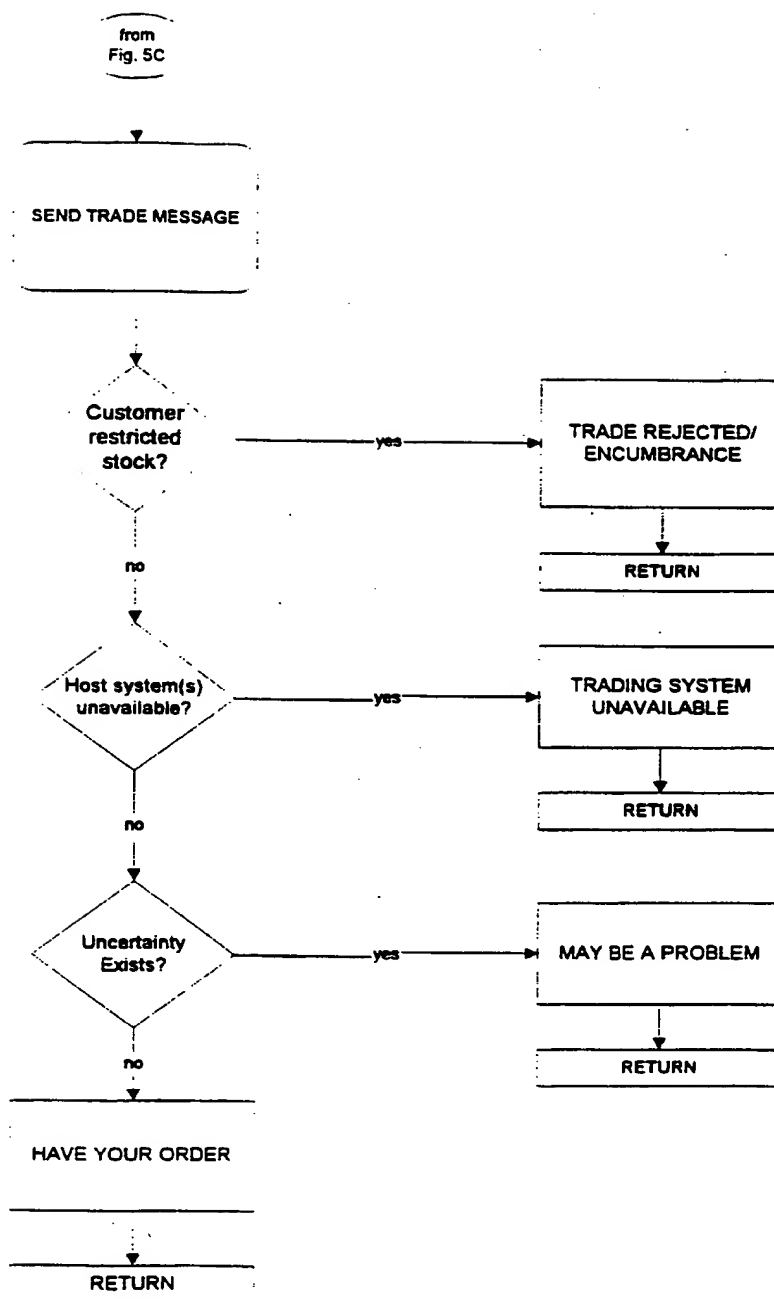 from
Fig. 5C
SEND TRADE MESSAGE
Customer
restricted
stock?
yes
TRADE REJECTED/
ENCUMBRANCE
RETURN
no
Host system(s)
unavailable?
yes
TRADING SYSTEM
UNAVAILABLE
RETURN
no
Uncertainty
Exists?
yes
MAY BE A PROBLEM
RETURN
no
HAVE YOUR ORDER
RETURN